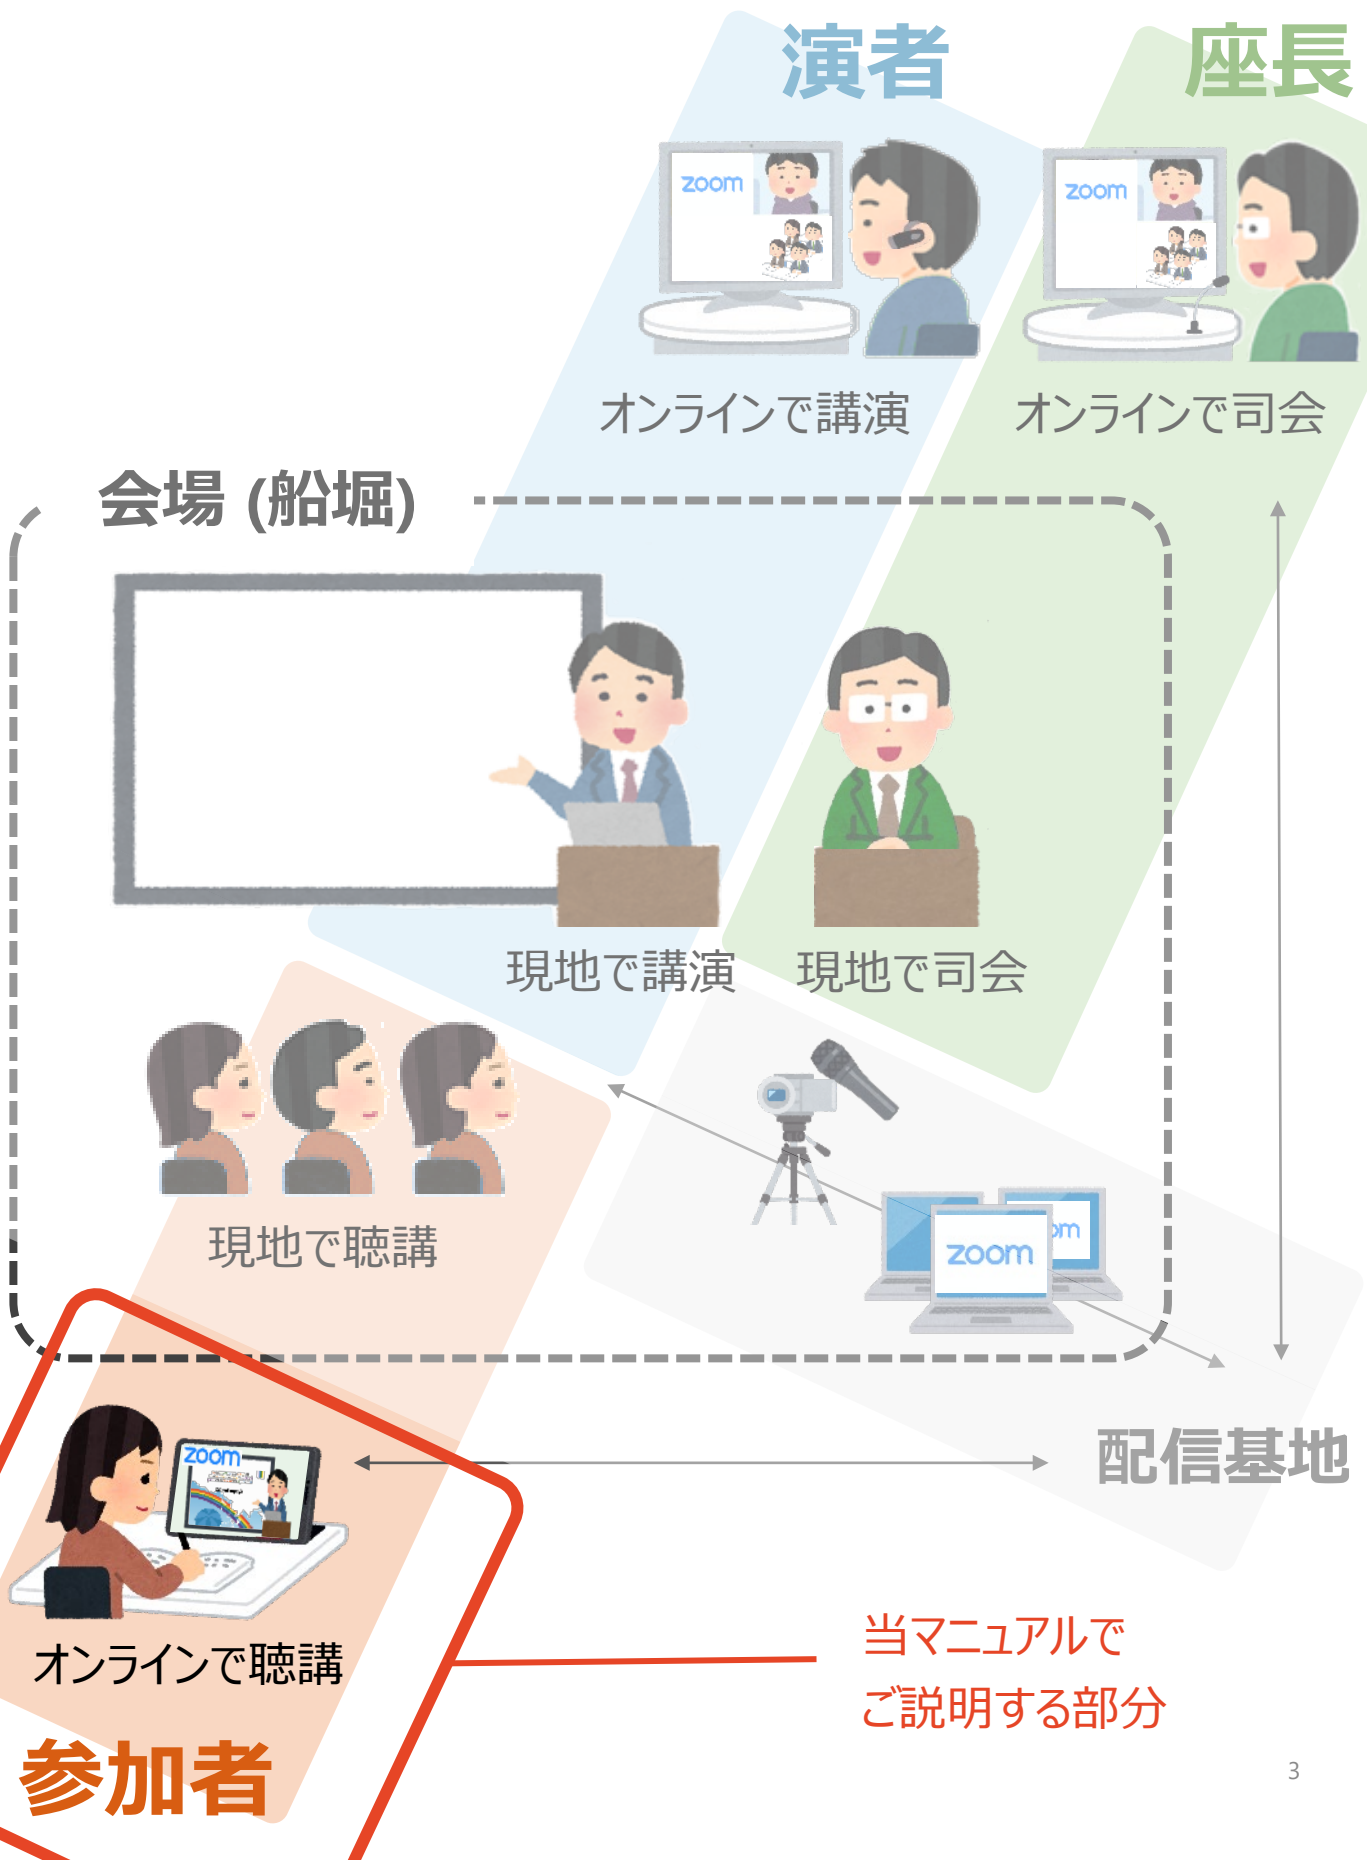 演者
座長
zoom
zoom
オンラインで講演
オンラインで司会
会場 (船堀)
現地で講演
現地で司会
現地で聴講
zoom
om
配信基地
zoom
オンラインで聴講
当マニュアルで
ご説明する部分
参加者
3